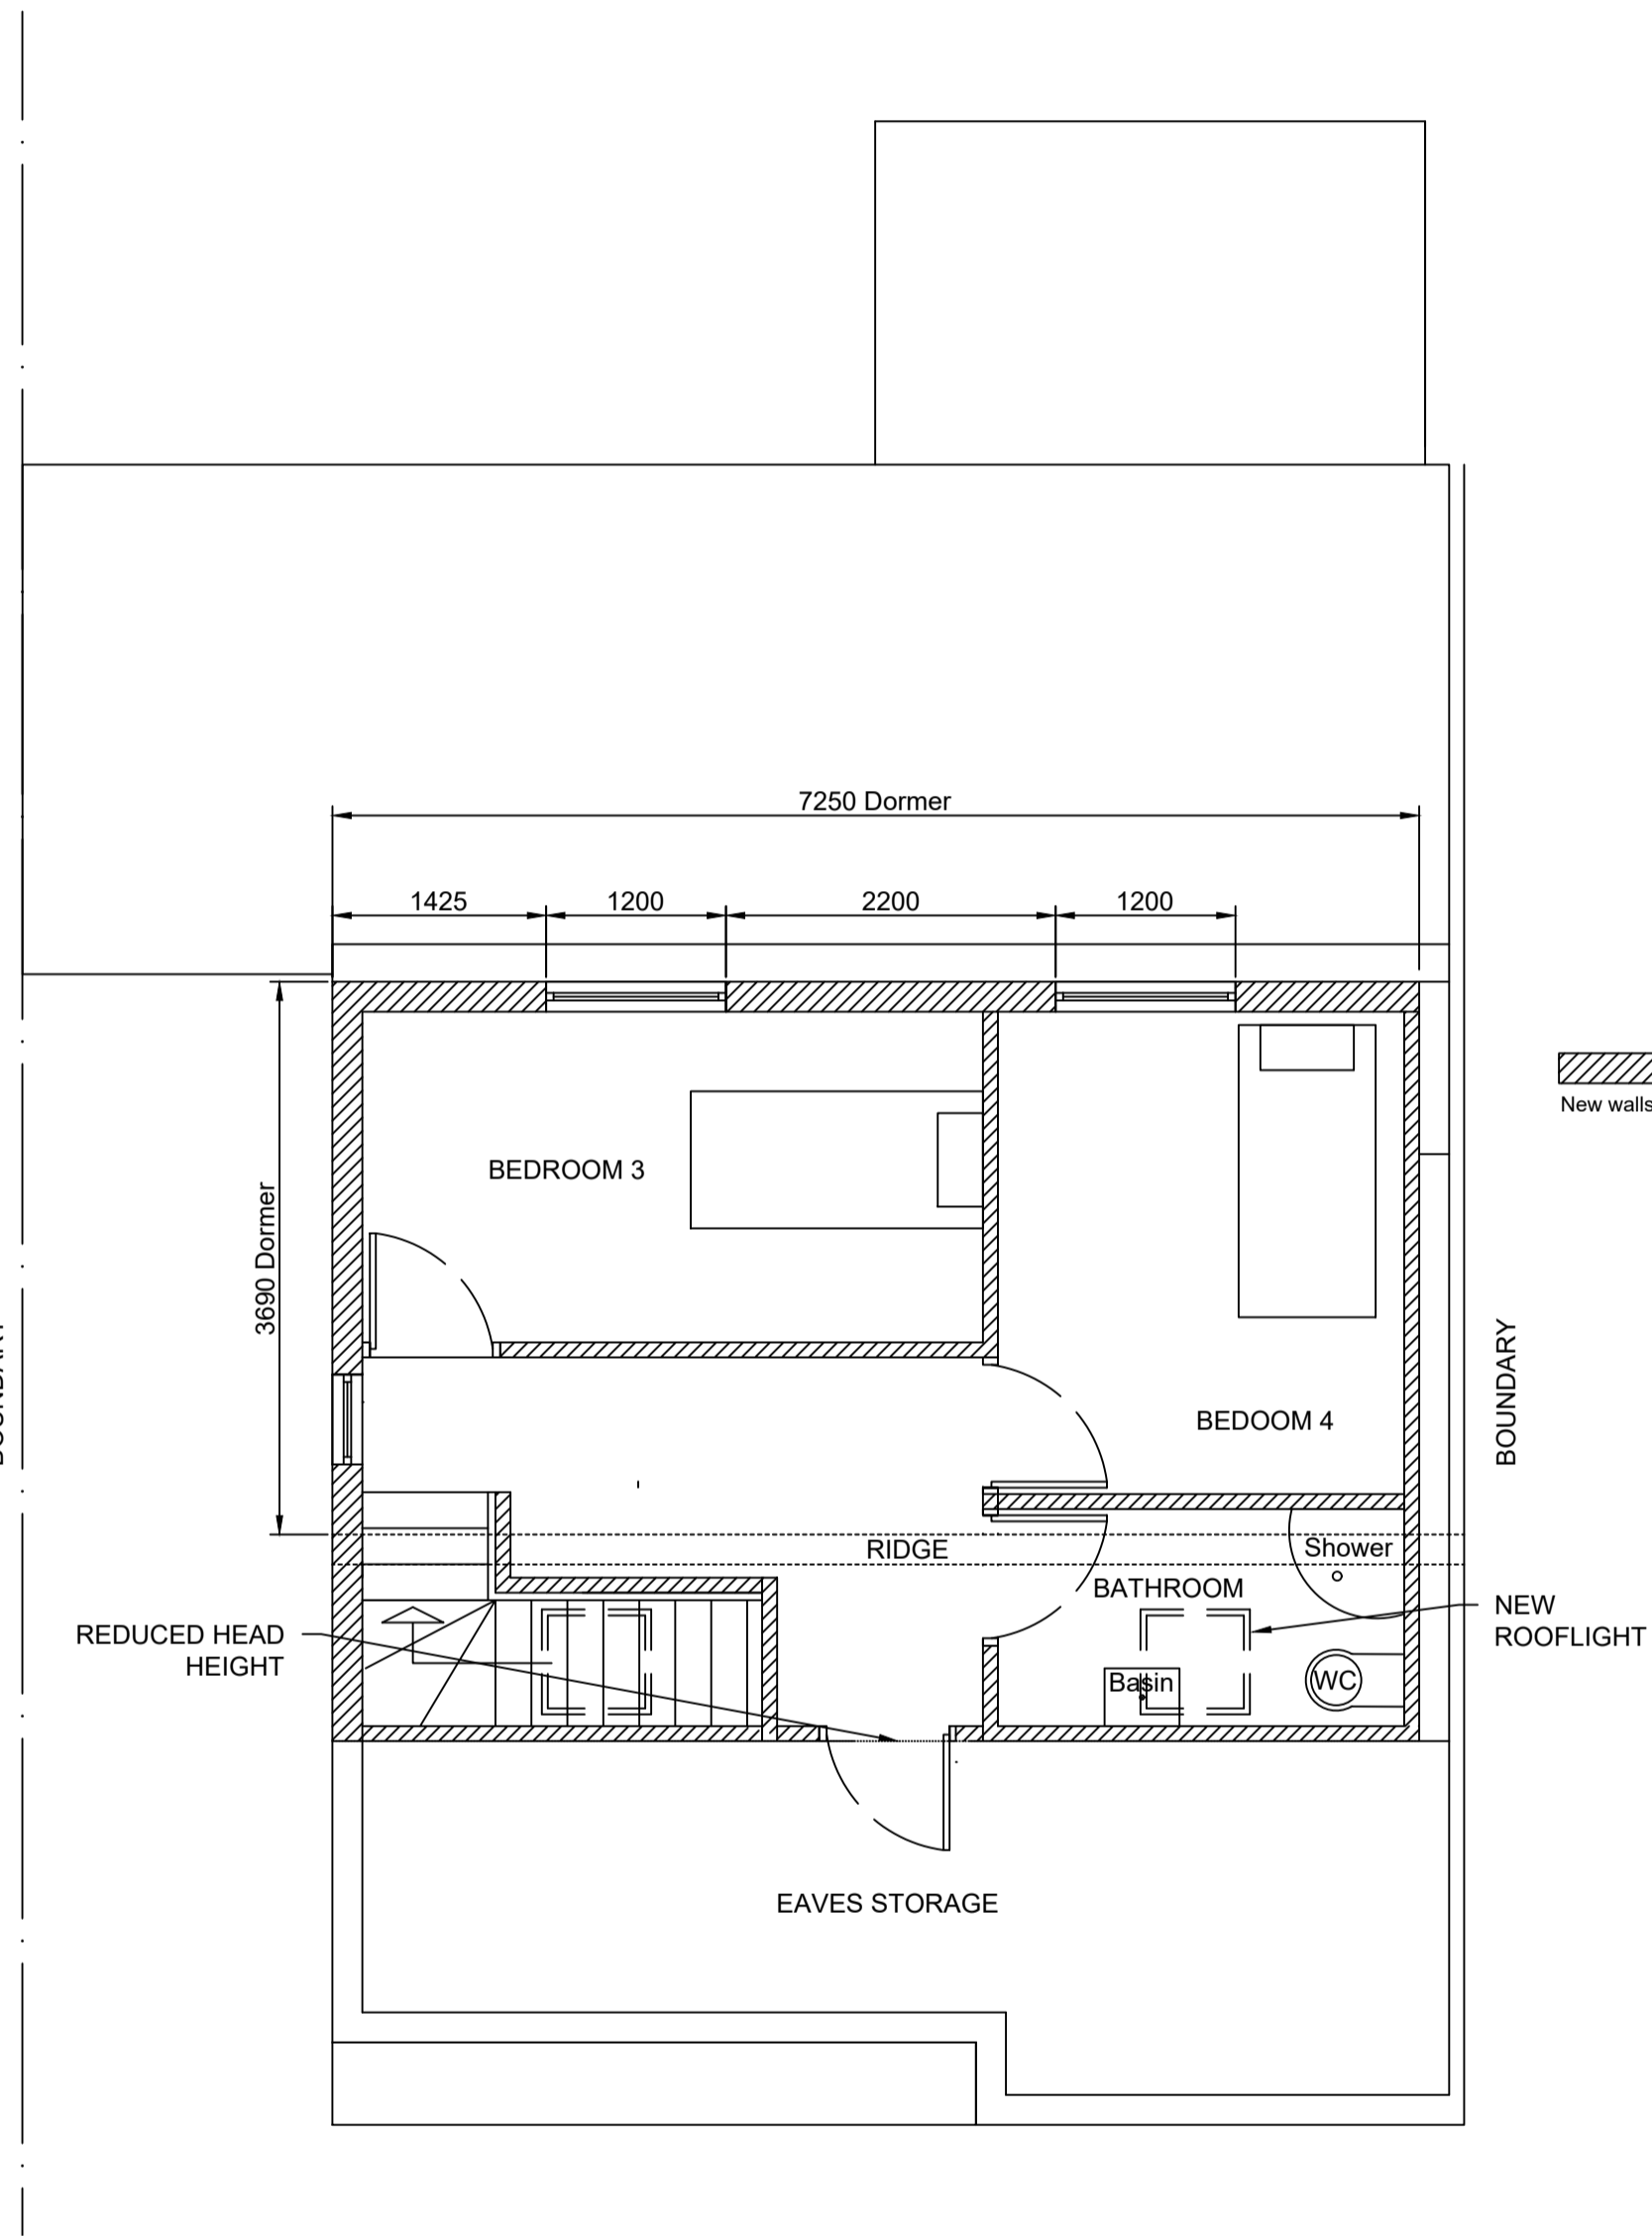 7250 Dormer
1425
1200
2200
1200
New walls
BEDROOM 3
3690 Dormer
BOUNDARY
BOUNDARY
BEDOOM 4
RIDGE
Shower
BATHROOM
NEW
ROOFLIGHT
REDUCED HEAD
HEIGHT
Basin
WC
EAVES STORAGE